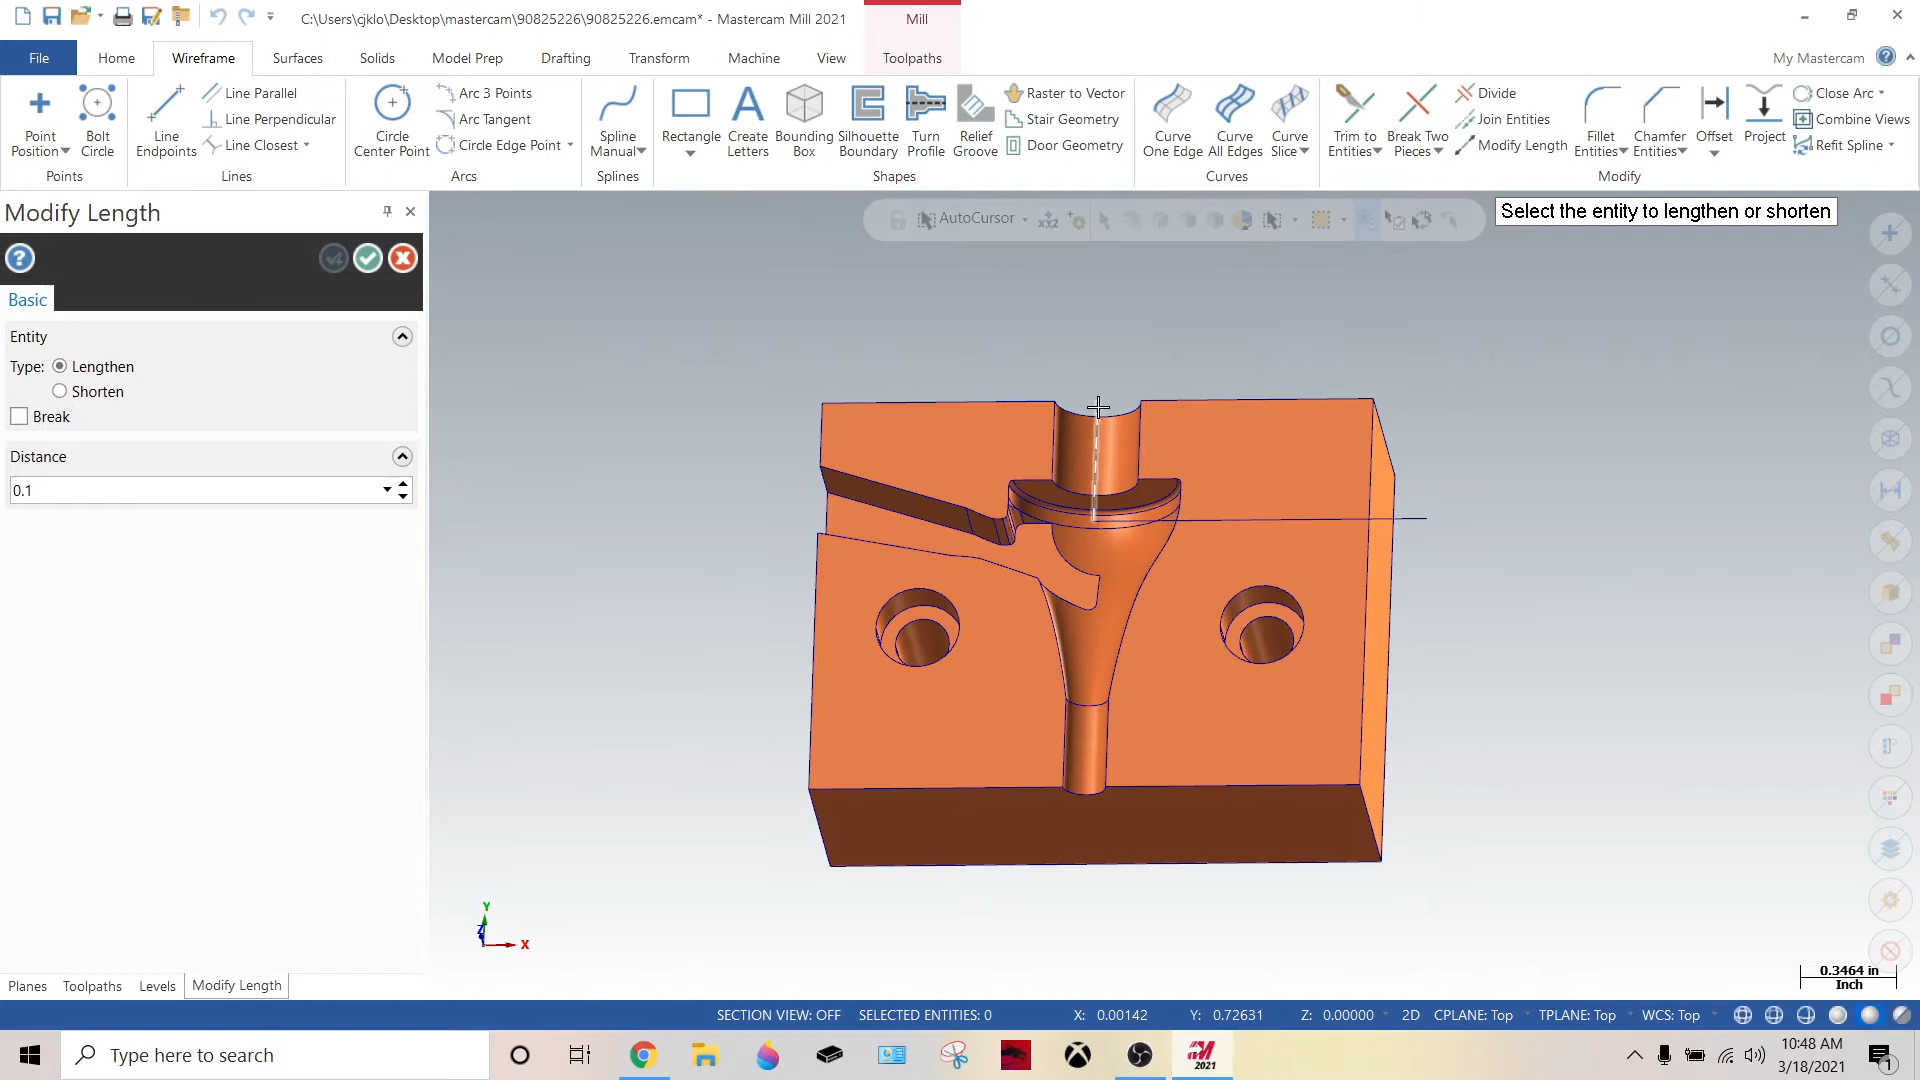 C:\Users\cjklo\Desktop\mastercam\90825226\90825226.emcam* - Mastercam Mill 2021
Mill
File
Home
Wireframe
Surfaces
Solids
Model Prep
Drafting
Transform
Machine
View
Toolpaths
My Mastercam
Point Position
Bolt Circle
Points
Line Endpoints
Line Parallel
Line Perpendicular
Line Closest
Lines
Circle Center Point
Arc 3 Points
Arc Tangent
Circle Edge Point
Arcs
Spline Manual
Splines
Rectangle
Create Letters
Bounding Box
Silhouette Boundary
Turn Profile
Relief Groove
Raster to Vector
Stair Geometry
Door Geometry
Shapes
Curve One Edge
Curve All Edges
Curve Slice
Curves
Trim to Entities
Break Two Pieces
Divide
Join Entities
Modify Length
Fillet Entities
Chamfer Entities
Offset
Project
Close Arc
Combine Views
Refit Spline
Modify
Modify Length
Basic
Entity
Type: Lengthen
Shorten
Break
Distance
0.1
AutoCursor
Select the entity to lengthen or shorten
Y
Z
X
0.3464 in
Inch
Planes
Toolpaths
Levels
Modify Length
SECTION VIEW: OFF
SELECTED ENTITIES: 0
X: 0.00142
Y: 0.72631
Z: 0.00000
2D
CPLANE: Top
TPLANE: Top
WCS: Top
Type here to search
2021
10:48 AM
3/18/2021
1